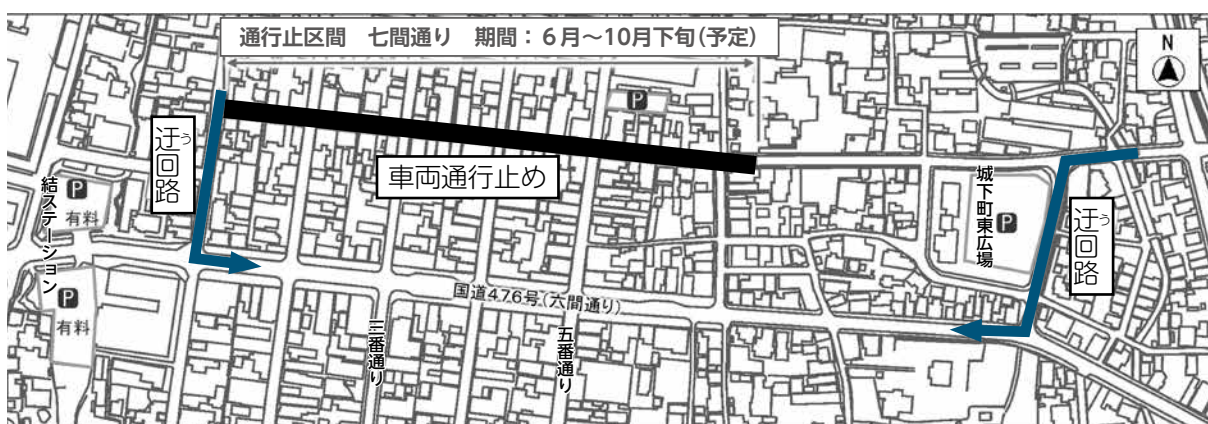 通行止区間 七間通り 期間：6月～10月下旬(予定)
N
P
迂回路
う
車両通行止め
結ステーション
P
有料
城下町東広場
P
迂回路
う
国道476号(六間通り)
P
有料
三番通り
五番通り